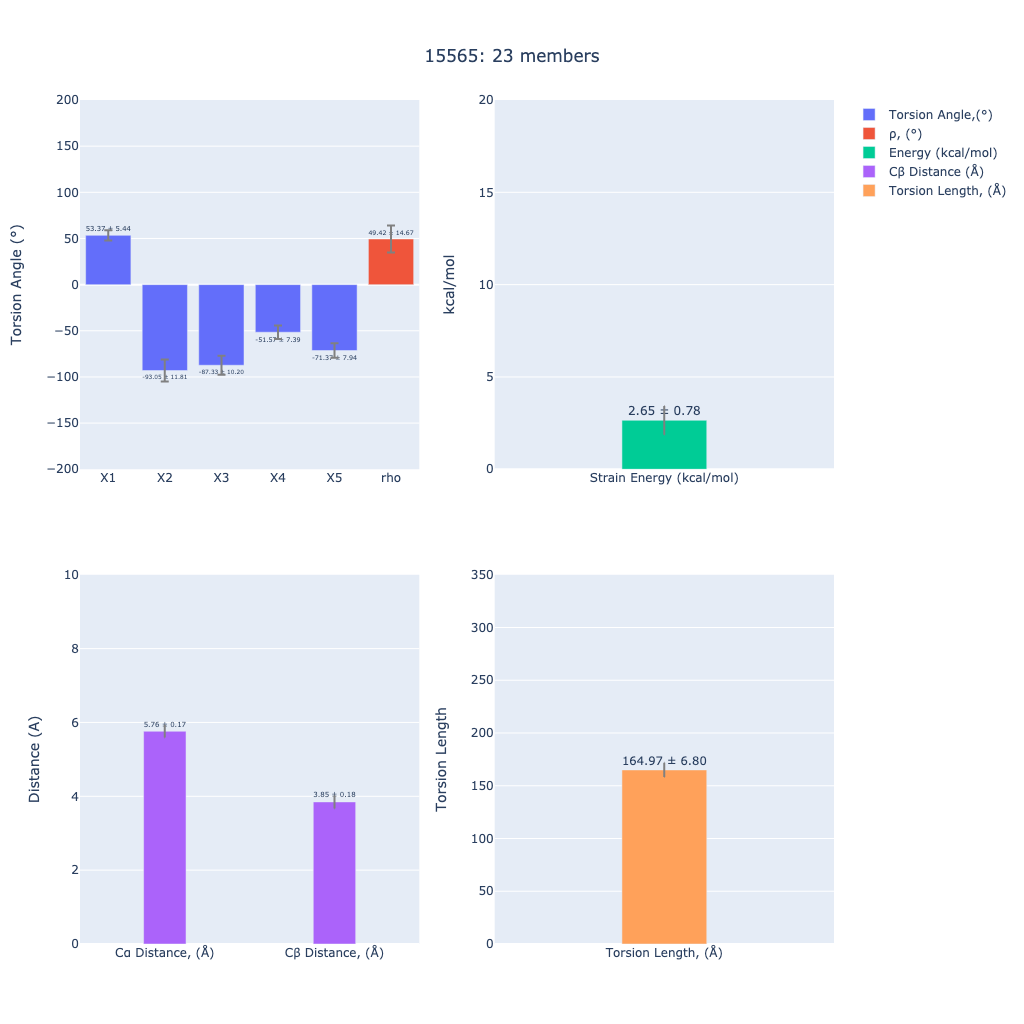 15565: 23 members
200
150
100
50
0
−50
−100
−150
−200
Torsion Angle (°)
53.37 ± 5.44
-93.05 ± 11.81
-87.33 ± 10.20
-51.57 ± 7.39
-71.37 ± 7.94
49.42 ± 14.67
X1 X2 X3 X4 X5 rho
20
15
10
5
0
kcal/mol
2.65 ± 0.78
Strain Energy (kcal/mol)
Torsion Angle,(°)
ρ, (°)
Energy (kcal/mol)
Cβ Distance (Å)
Torsion Length, (Å)
10
8
6
4
2
0
Distance (A)
5.76 ± 0.17
3.85 ± 0.18
Cα Distance, (Å) Cβ Distance, (Å)
350
300
250
200
150
100
50
0
Torsion Length
164.97 ± 6.80
Torsion Length, (Å)